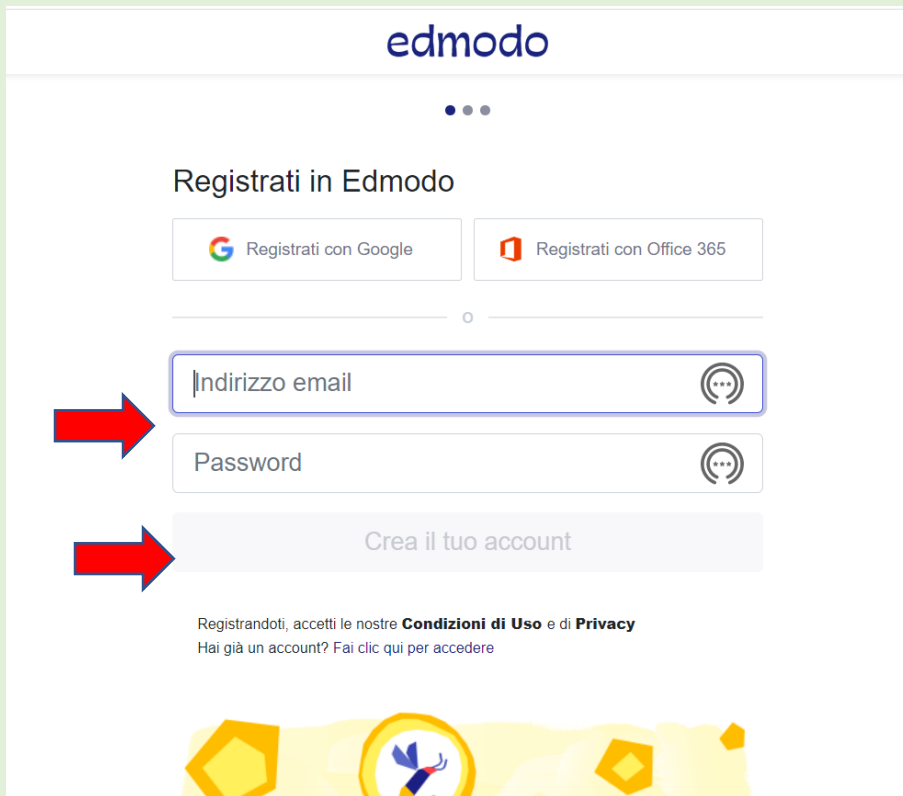 edmodo
Registrati in Edmodo
Registrati con Google
Registrati con Office 365
o
Indirizzo email
Password
Crea il tuo account
Registrandoti, accetti le nostre Condizioni di Uso e di Privacy
Hai già un account? Fai clic qui per accedere